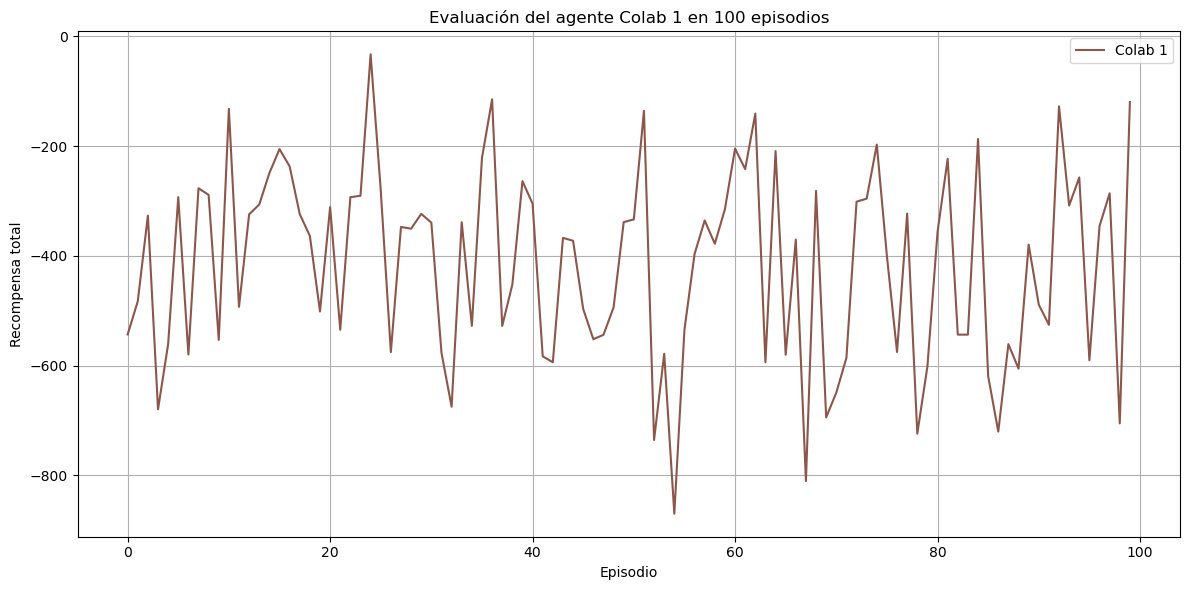 Evaluación del agente Colab 1 en 100 episodios
Colab 1
0
−200
−400
−600
−800
Recompensa total
0 20 40 60 80 100
Episodio